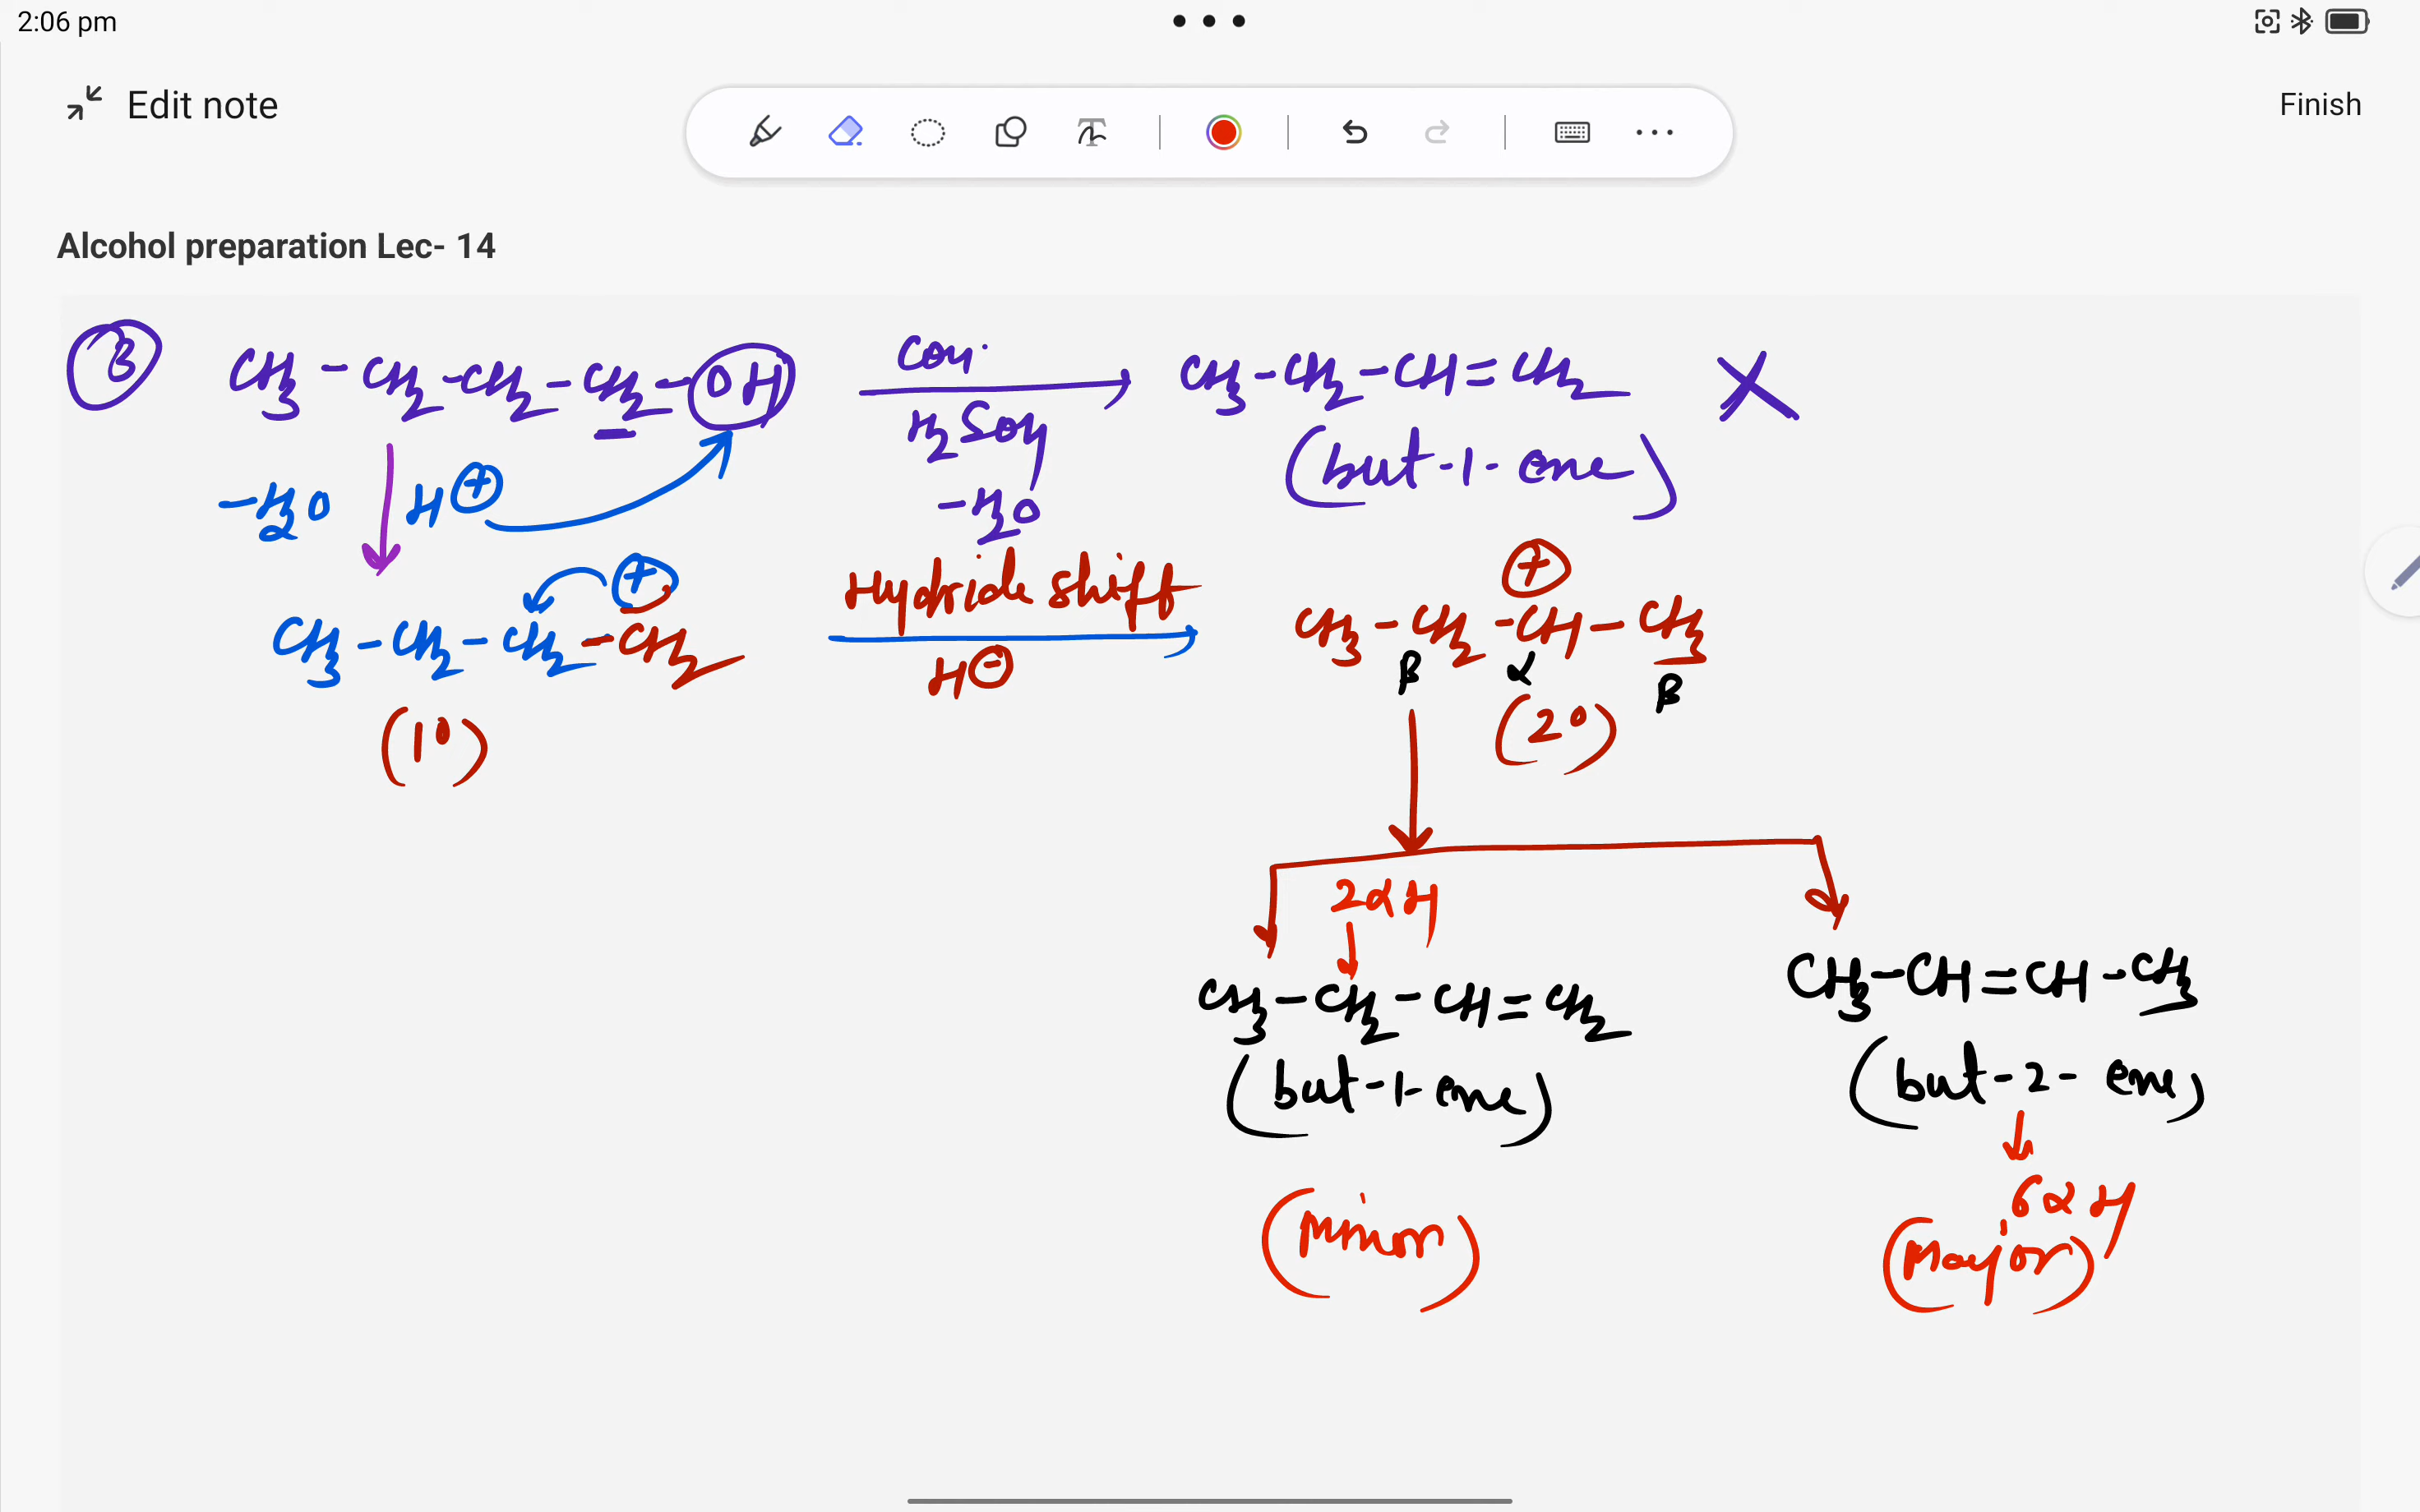 2:06 pm
Edit note
Finish
Alcohol preparation Lec- 14
③ CH3-CH2-CH2-CH2-OH Con. H2SO4 -H2O CH3-CH2-CH=CH2 X
(but-1-ene)
-H2O H⊕
CH3-CH2-CH2-CH2 ⊕ Hydride shift H⊖ CH3-CH2-CH-CH3 ⊕
β α β
(1°) (2°)
2αH
CH3-CH2-CH=CH2 CH3-CH=CH-CH3
(but-1-ene) (but-2-ene)
6αH
(Minor) (Major)